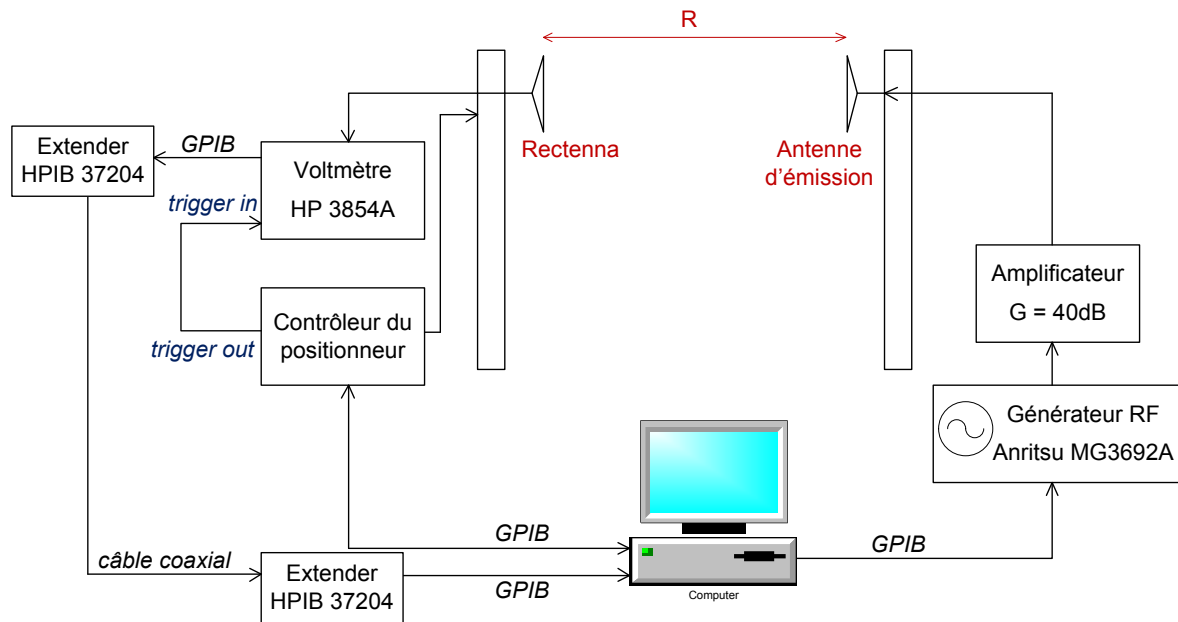 R
Rectenna
Antenne
d'émission
Extender
HPIB 37204
GPIB
Voltmètre
HP 3854A
trigger in
trigger out
Contrôleur du
positionneur
Amplificateur
G = 40dB
Générateur RF
Anritsu MG3692A
GPIB
GPIB
GPIB
câble coaxial
Extender
HPIB 37204
Computer